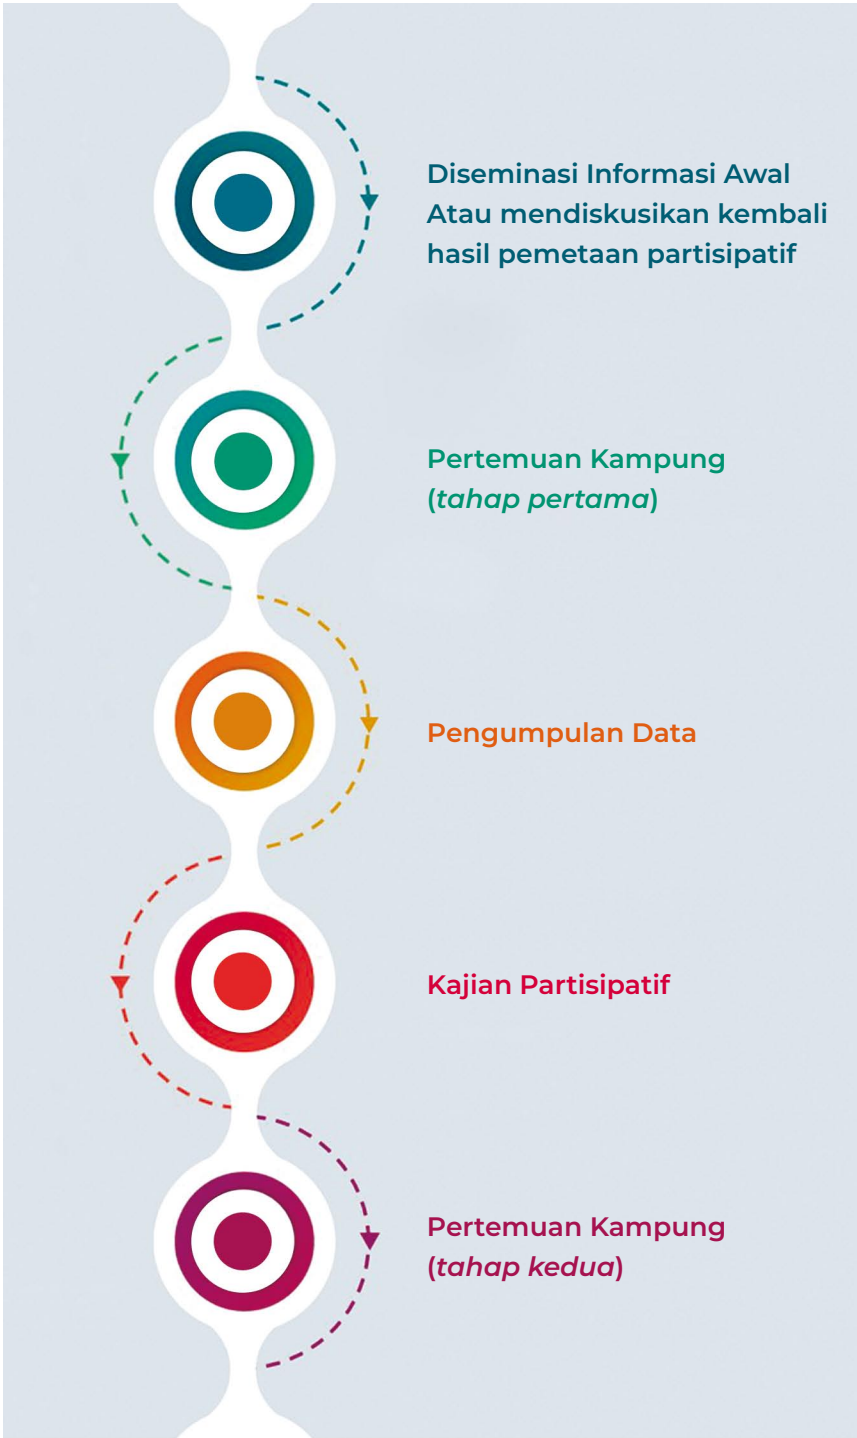 Diseminasi Informasi Awal
Atau mendiskusikan kembali
hasil pemetaan partisipatif
Pertemuan Kampung
(tahap pertama)
Pengumpulan Data
Kajian Partisipatif
Pertemuan Kampung
(tahap kedua)